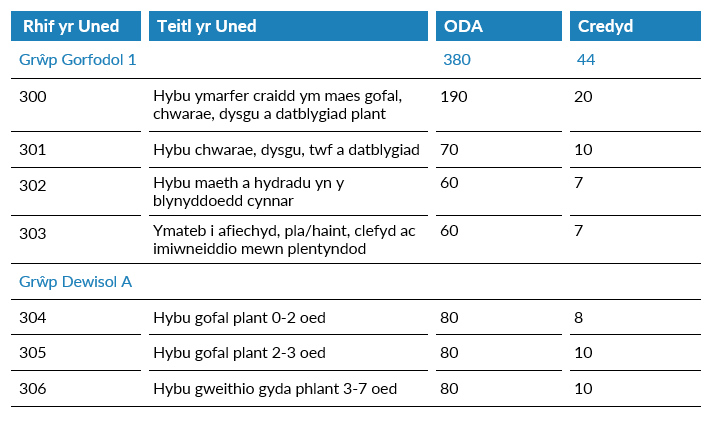 Rhif yr Uned Teitl yr Uned ODA Credyd
Grŵp Gorfodol 1 380 44
300 Hybu ymarfer craidd ym maes gofal, 190 20
chwarae, dysgu a datblygiad plant
301 Hybu chwarae, dysgu, twf a datblygiad 70 10
302 Hybu maeth a hydradu yn y 60 7
blynyddoedd cynnar
303 Ymateb i afiechyd, pla/haint, clefyd ac 60 7
imiwneiddio mewn plentyndod
Grŵp Dewisol A
304 Hybu gofal plant 0-2 oed 80 8
305 Hybu gofal plant 2-3 oed 80 10
306 Hybu gweithio gyda phlant 3-7 oed 80 10